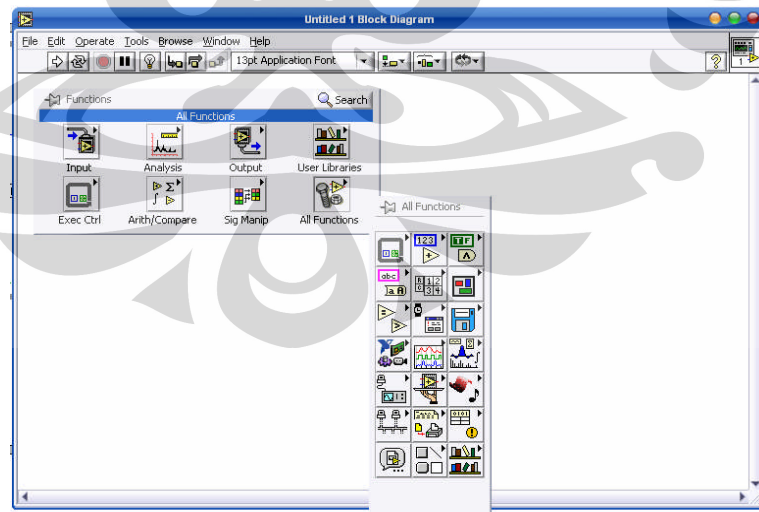 Untitled 1 Block Diagram
File Edit Operate Tools Browse Window Help
13pt Application Font
?
1
Functions
Search
All Functions
Input Analysis Output User Libraries
Exec Ctrl Arith/Compare Sig Manip All Functions
All Functions
123 T F
abc
a A